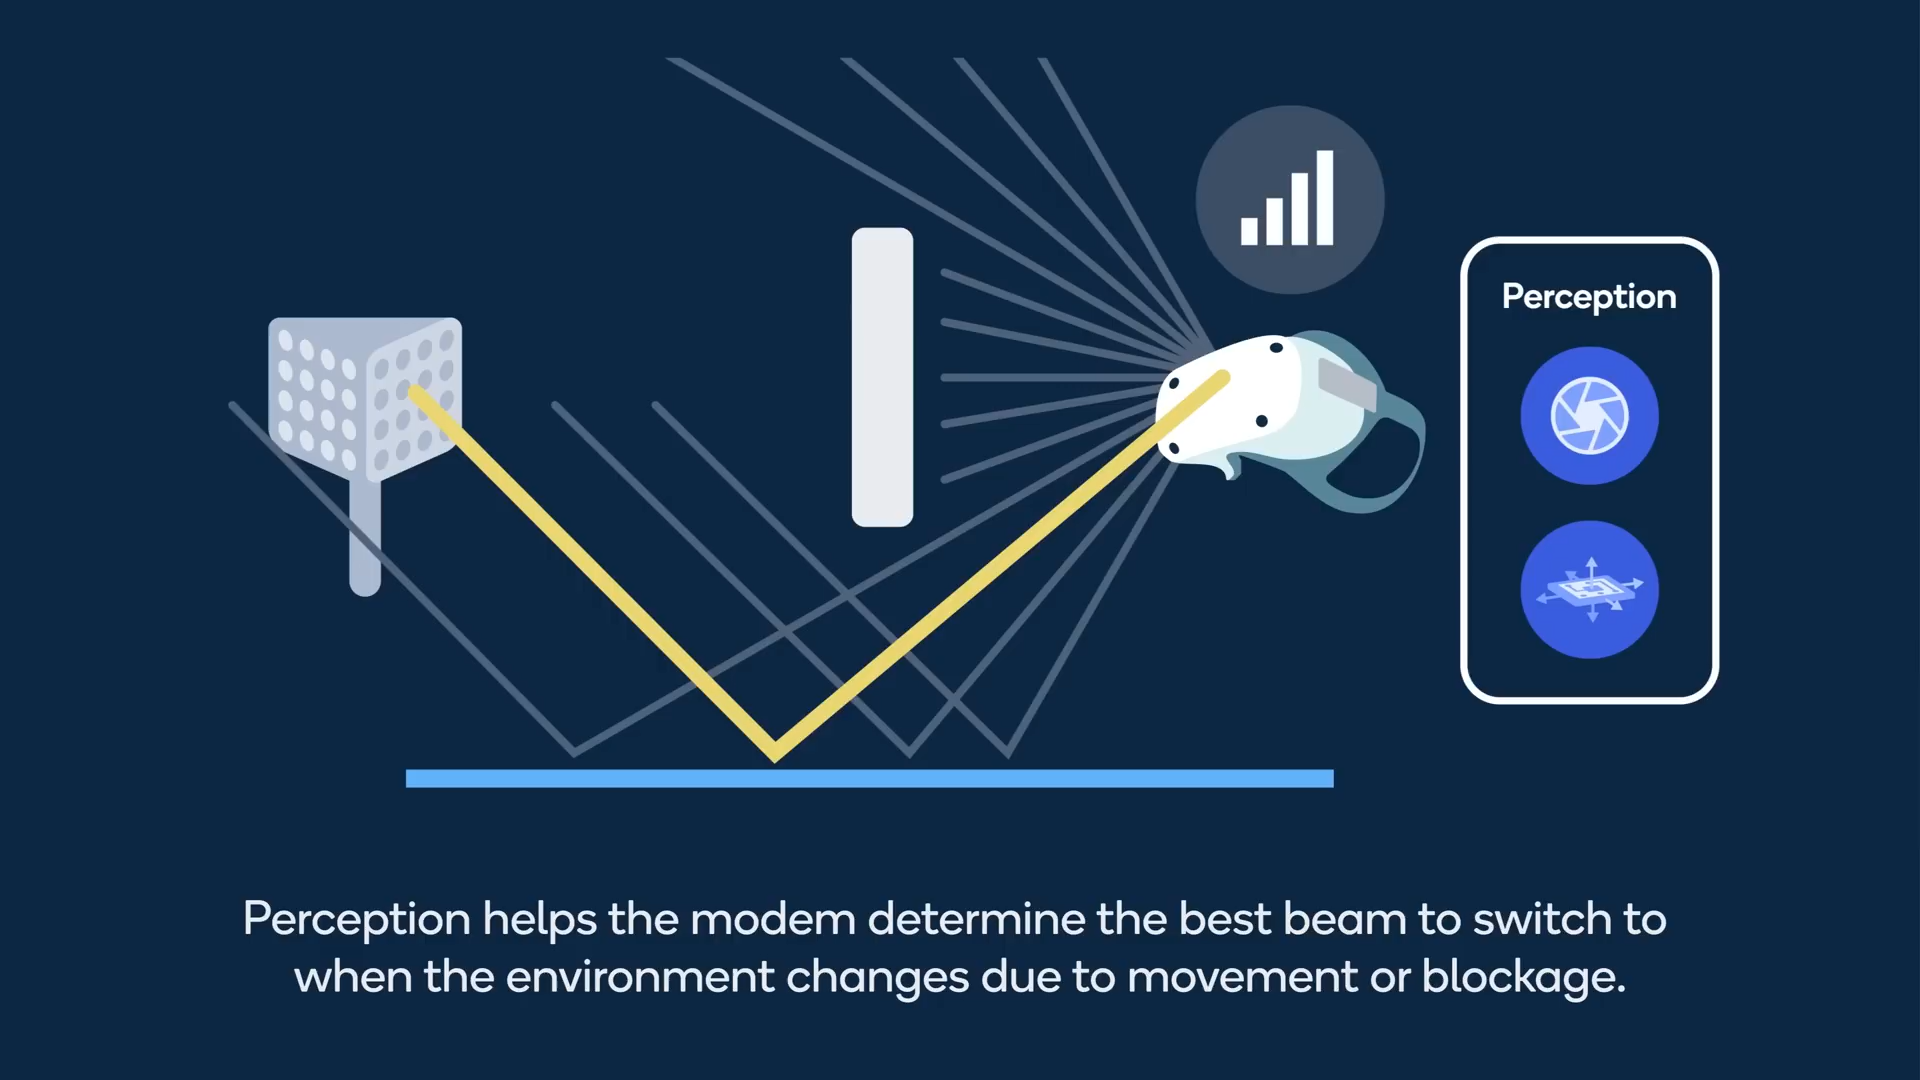 Perception
Perception helps the modem determine the best beam to switch to
when the environment changes due to movement or blockage.